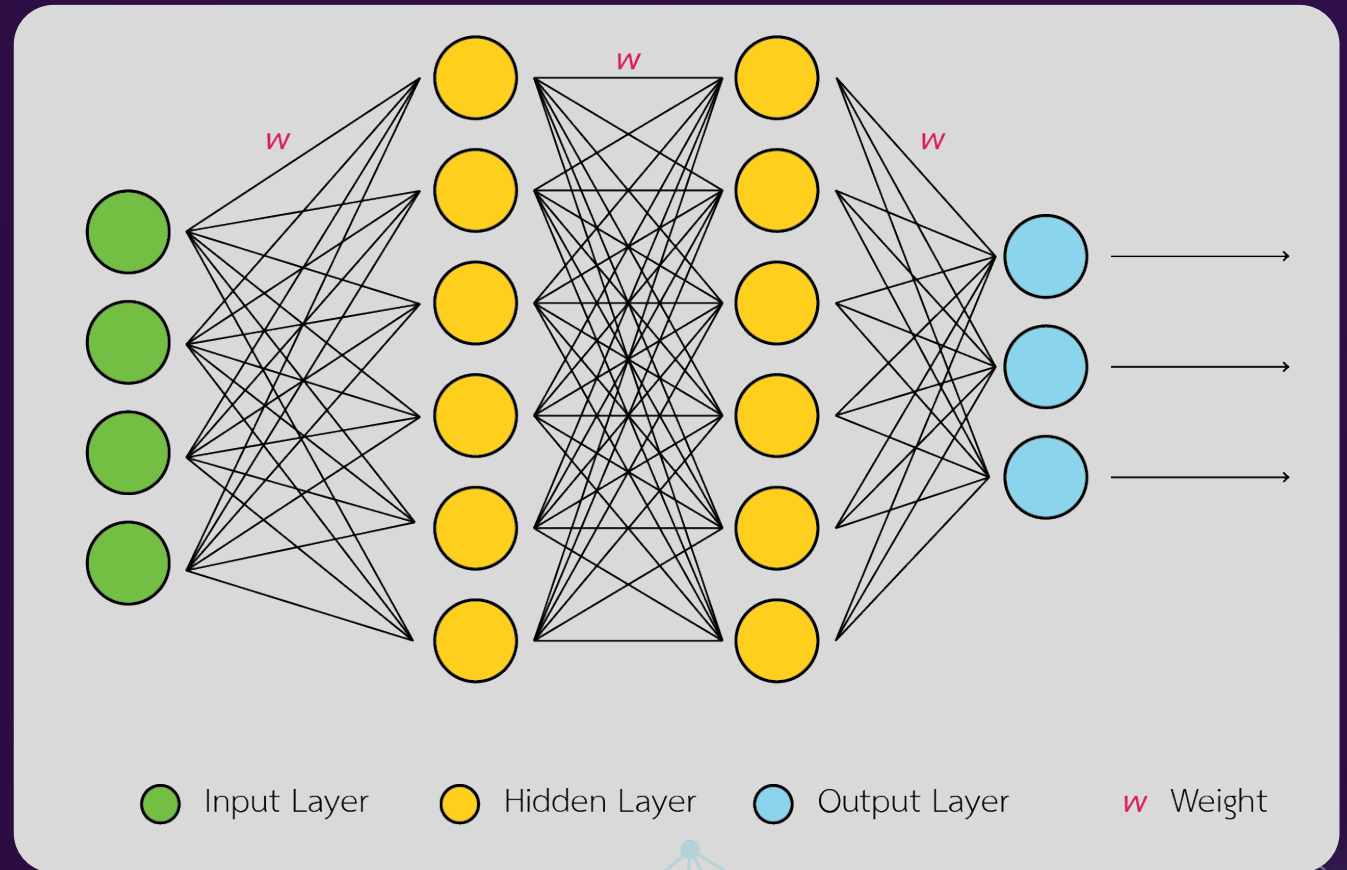 w
w
w
Input Layer
Hidden Layer
Output Layer
w Weight